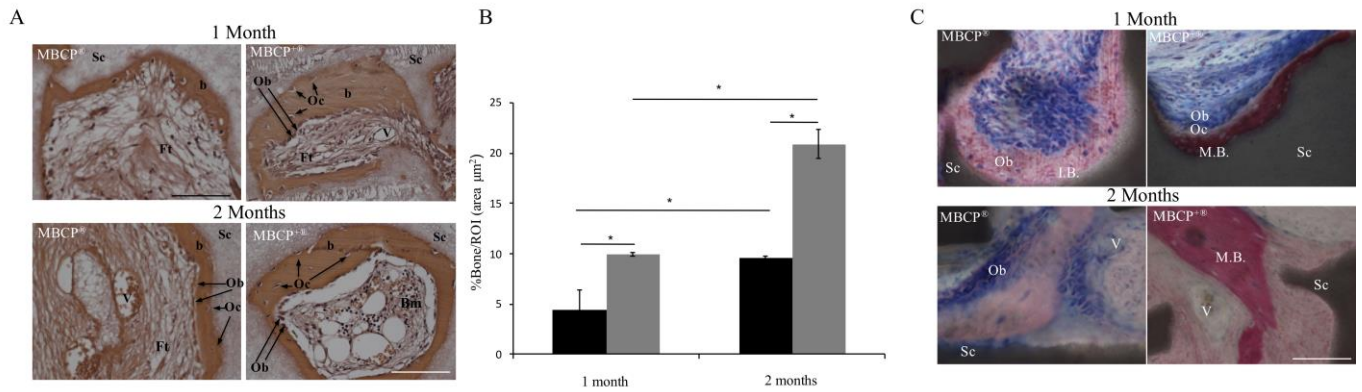 A
1 Month
MBCP® Sc b Ft
MBCP+® Sc Ob Oc b V Ft
2 Months
MBCP® Sc b V Ob Oc Ft
MBCP+® Sc b Oc Bm Ob
B
%Bone/ROI (area µm²)
25
20
15
10
5
0
* * * *
1 month 2 months
C
1 Month
MBCP® Sc Ob I.B.
MBCP+® Ob Oc M.B. Sc
2 Months
MBCP® V Ob Sc
MBCP+® M.B. Sc V